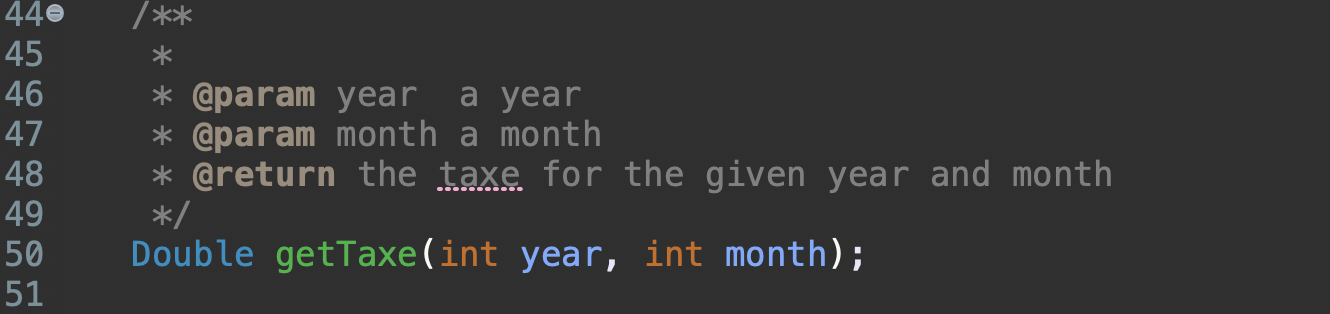 44 /**
45 *
46 * @param year  a year
47 * @param month a month
48 * @return the taxe for the given year and month
49 */
50 Double getTaxe(int year, int month);
51